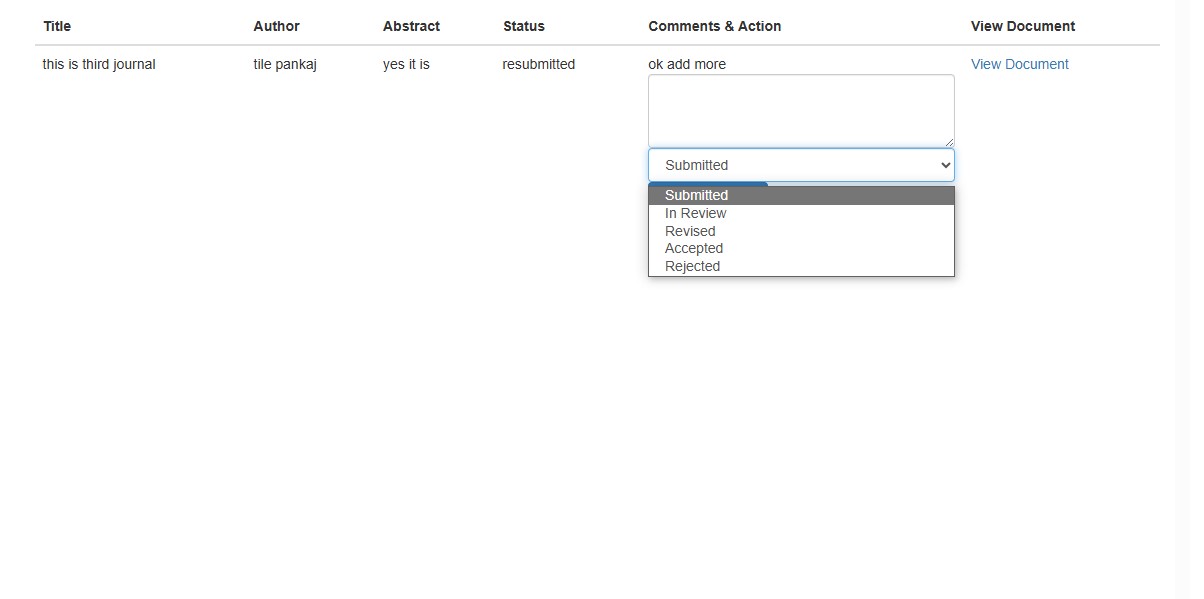 Title Author Abstract Status Comments & Action View Document
this is third journal tile pankaj yes it is resubmitted ok add more View Document
Submitted
Submitted
In Review
Revised
Accepted
Rejected